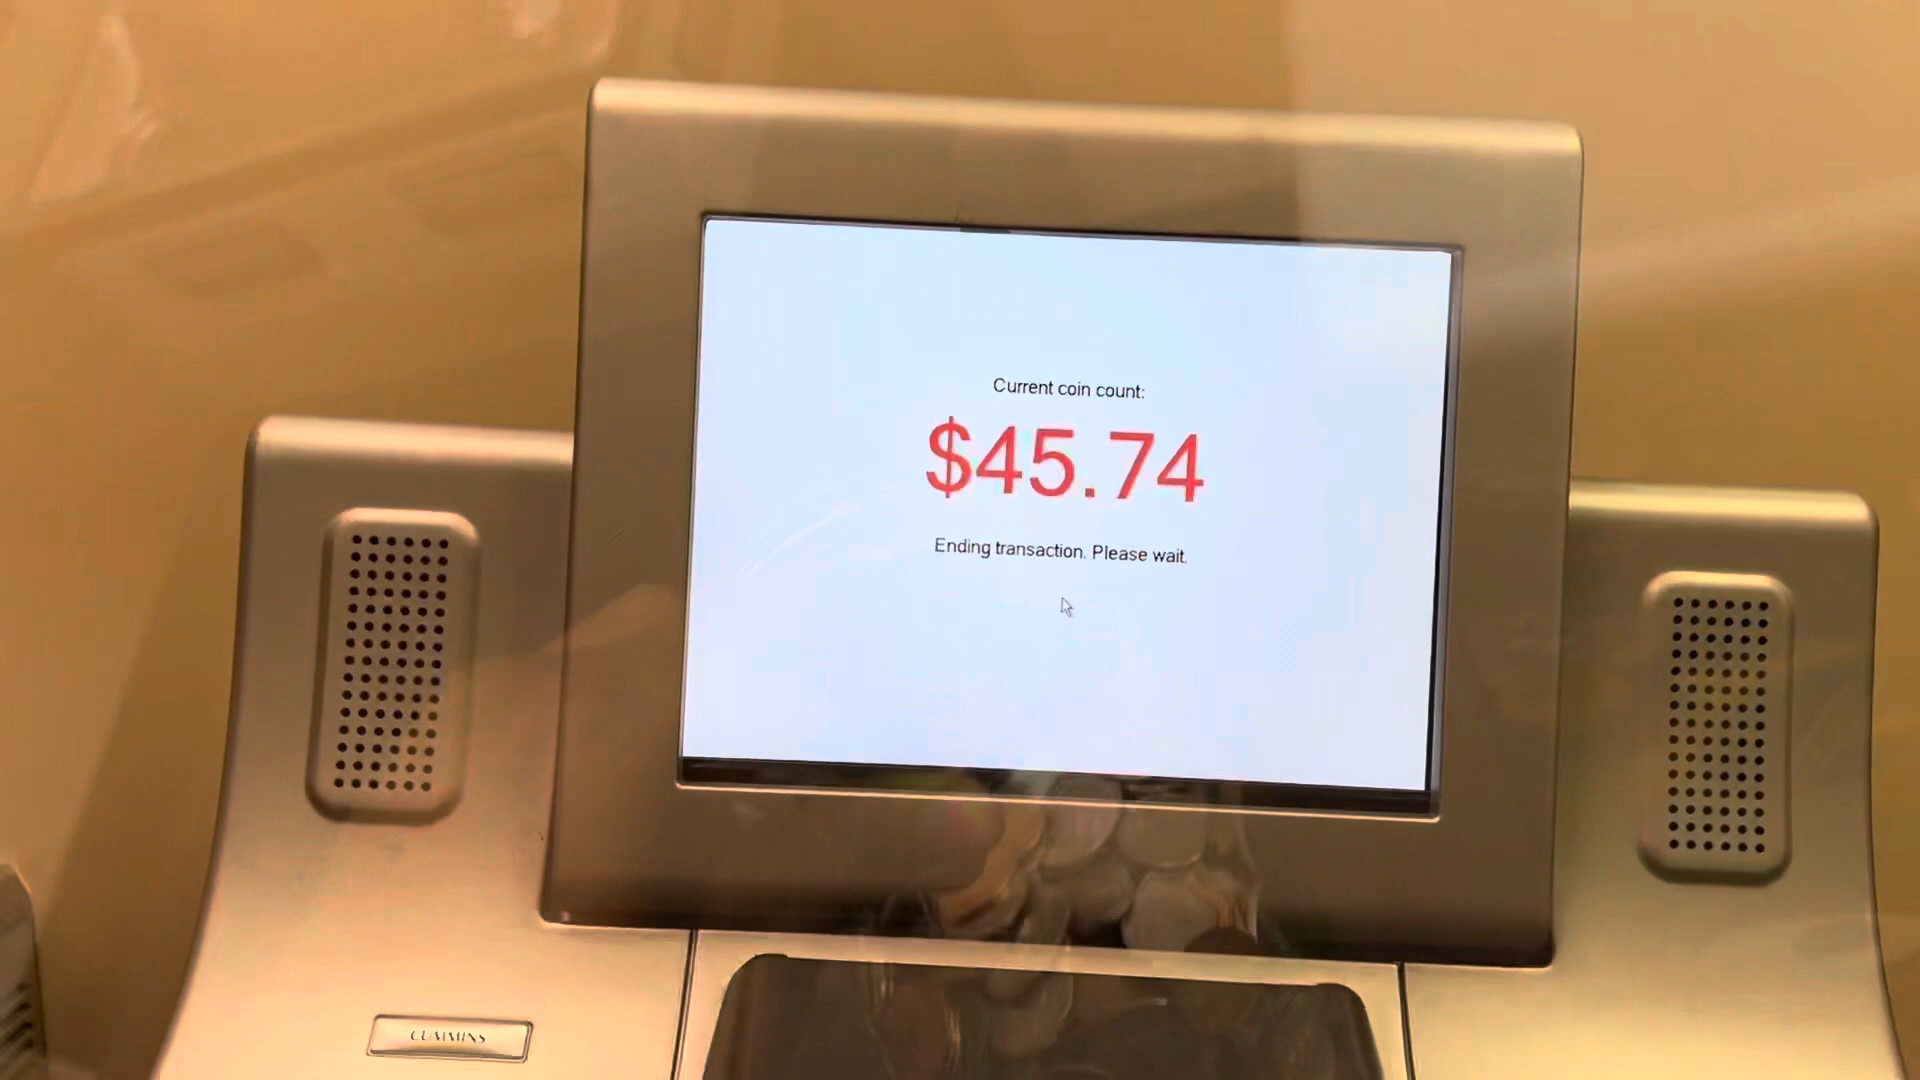 Current coin count:
$45.74
Ending transaction. Please wait.
CUMMINS